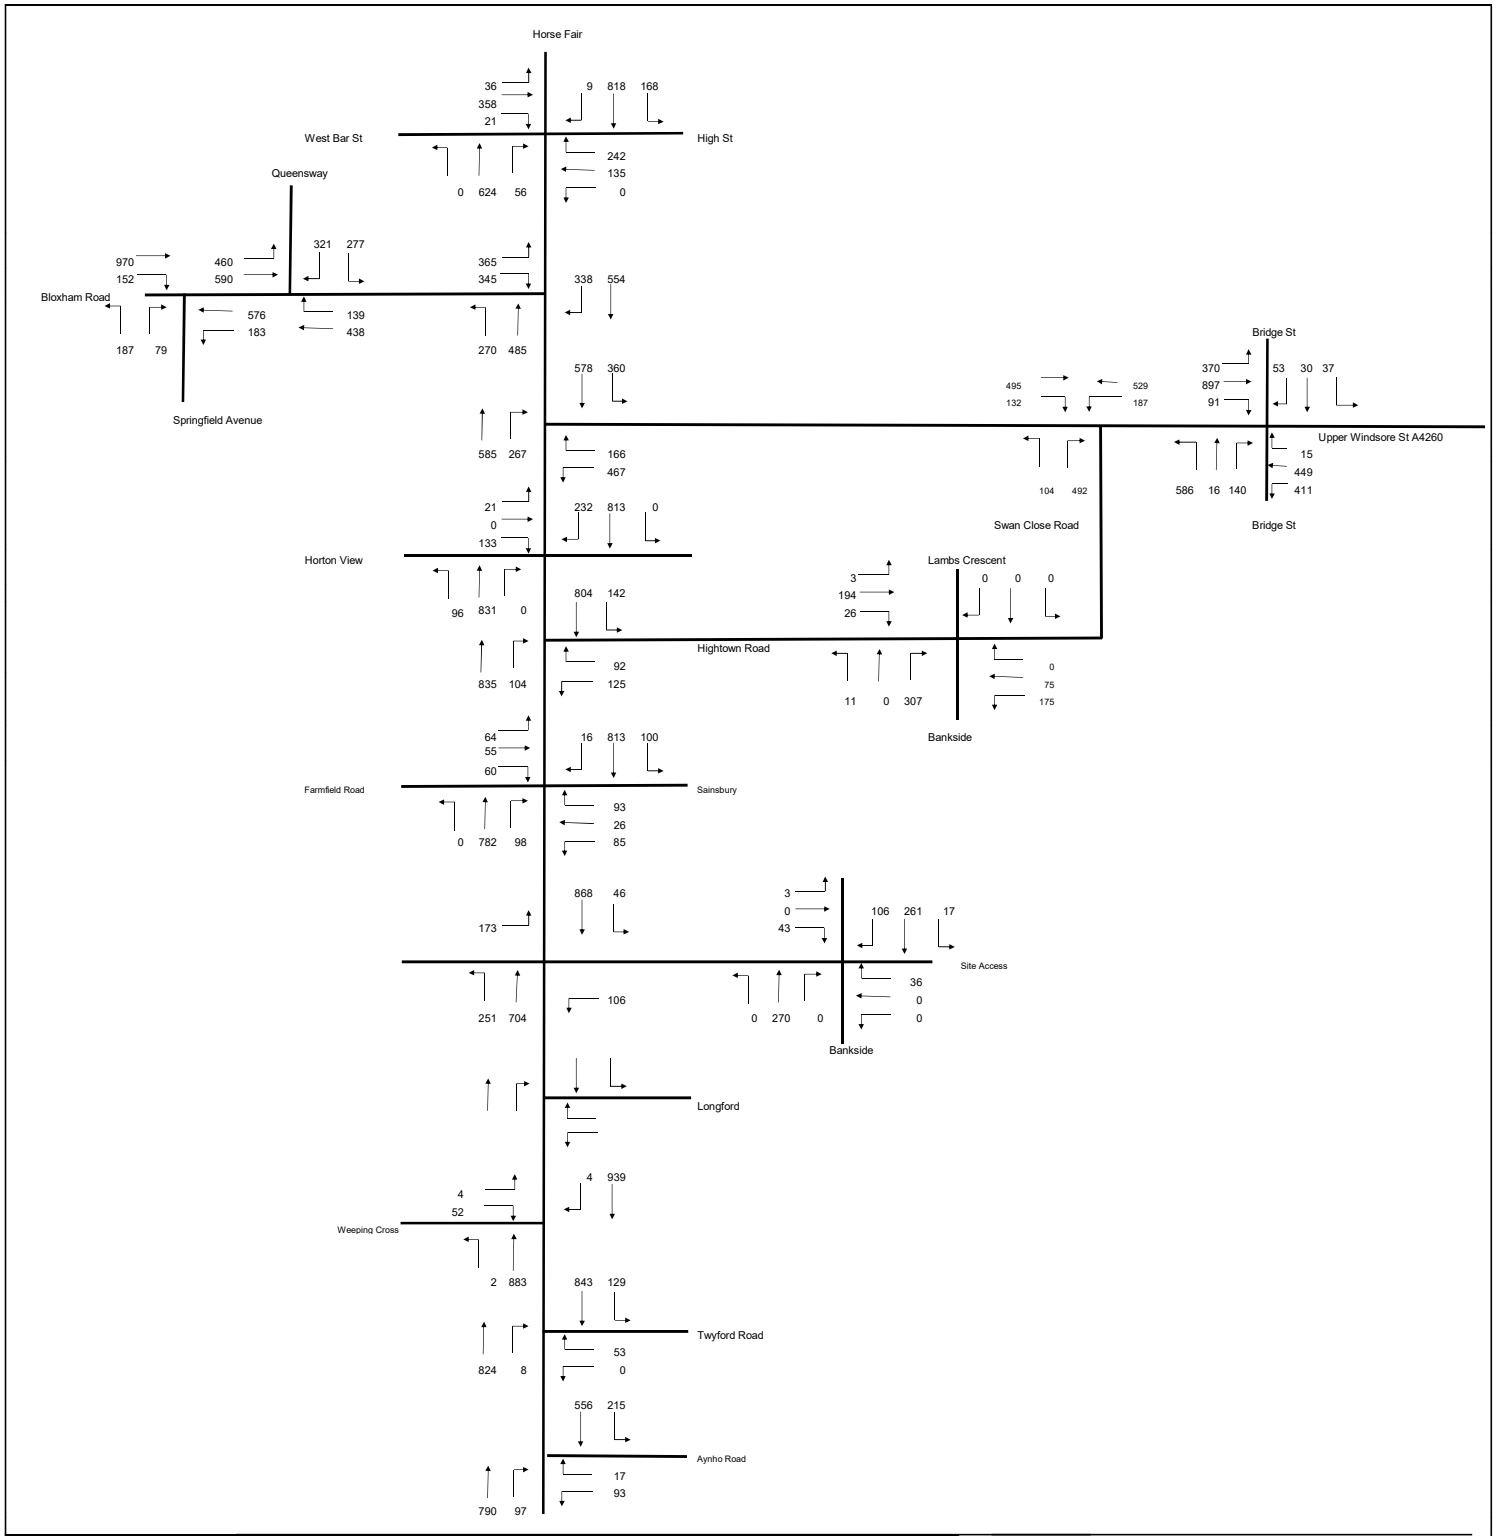 Horse Fair
36 9 818 168
358
21
West Bar St High St
242
135
0 624 56 0
Queensway
321 277
970 460 365
152 590 345 338 554
Bloxham Road
576 139
183 438
187 79 270 485
Bridge St
578 360 370 53 30 37
495 529 897
132 187 91
Springfield Avenue
Upper Windsore St A4260
585 267 166 15
467 449
104 492 586 16 140 411
21 232 813 0
0 Swan Close Road Bridge St
133
Horton View Lambs Crescent
3 0 0 0
804 142 194
96 831 0 26
Hightown Road
92 0
835 104 125 75
11 0 307 175
64 16 813 100 Bankside
55
60
Farmfield Road Sainsbury
93
26
0 782 98 85
868 46 3
0 106 261 17
173 43
Site Access
36
106 0
251 704 0 270 0 0
Bankside
Longford
4 939
4
52
Weeping Cross
2 883 843 129
Twyford Road
53
824 8 0
556 215
Aynho Road
17
93
790 97